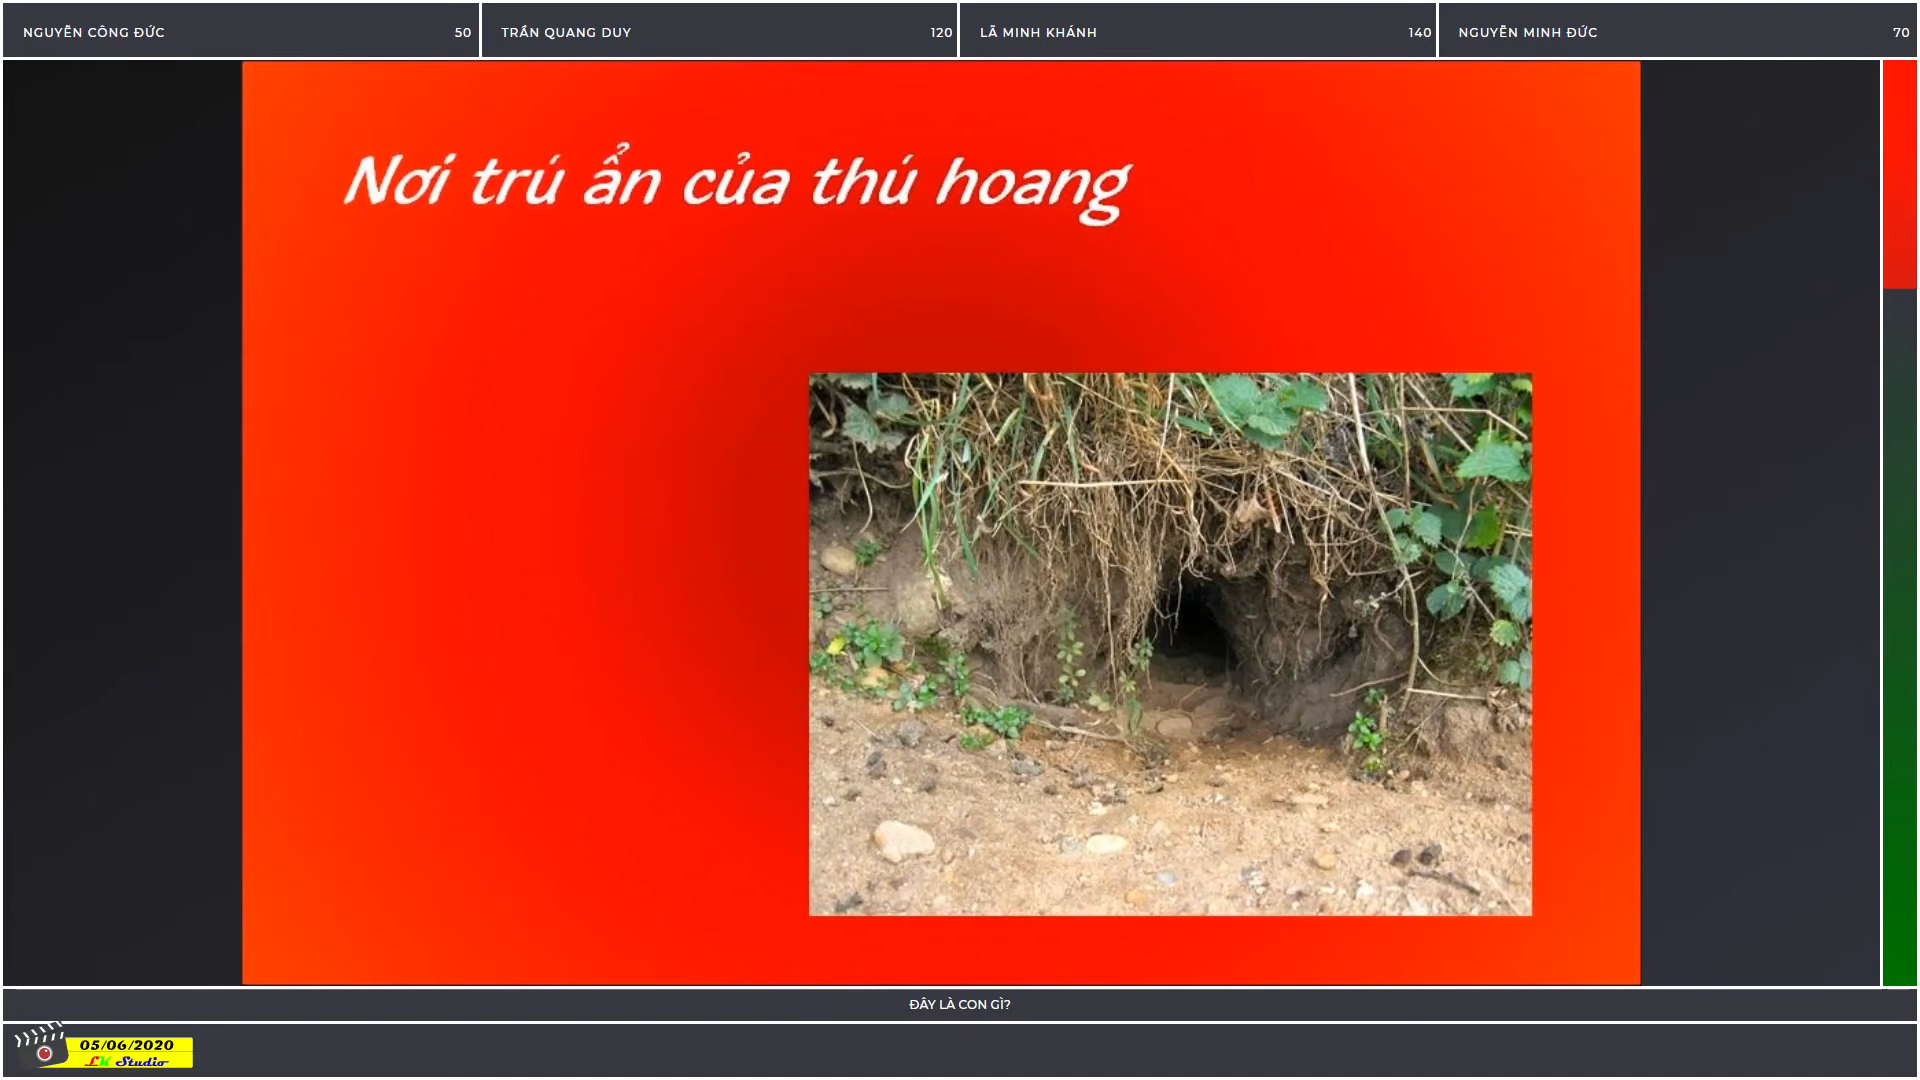 NGUYỄN CÔNG ĐỨC 50 TRẦN QUANG DUY 120 LÃ MINH KHÁNH 140 NGUYỄN MINH ĐỨC 70
Nơi trú ẩn của thú hoang
ĐÂY LÀ CON GÌ?
05/06/2020
LK Studio